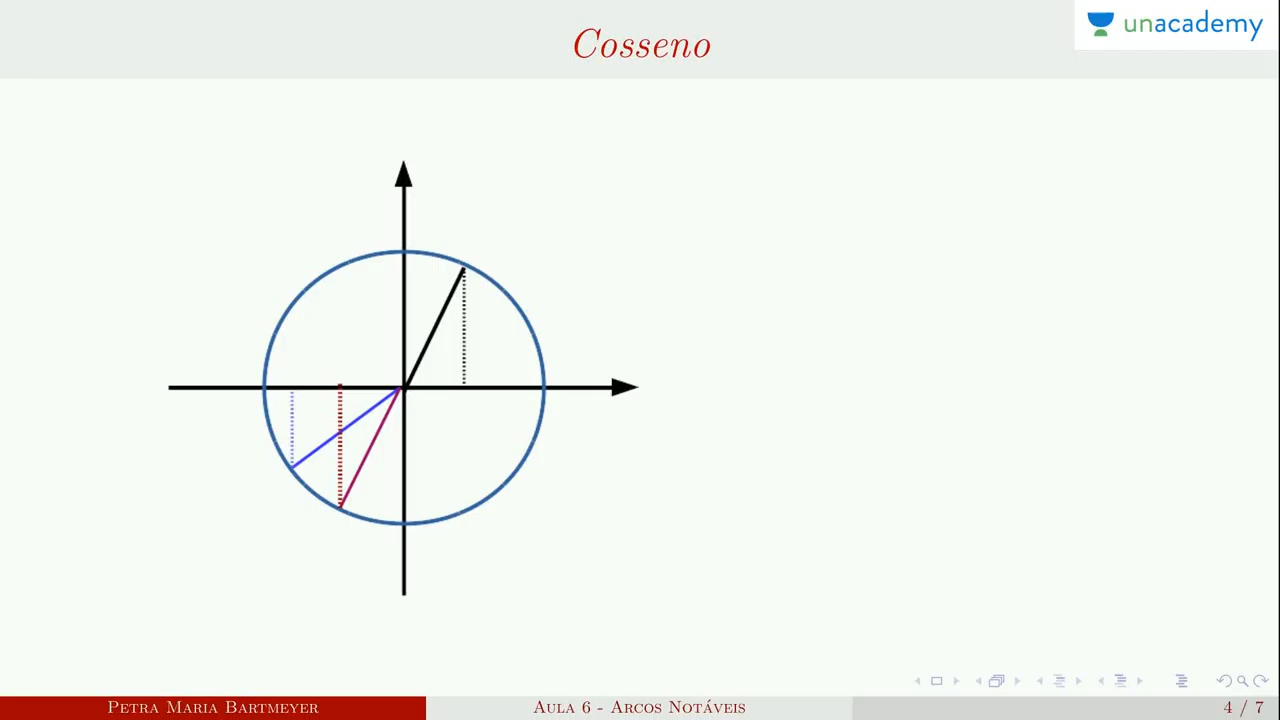 Cosseno
unacademy
PETRA MARIA BARTMEYER
AULA 6 - ARCOS NOTÁVEIS
4 / 7